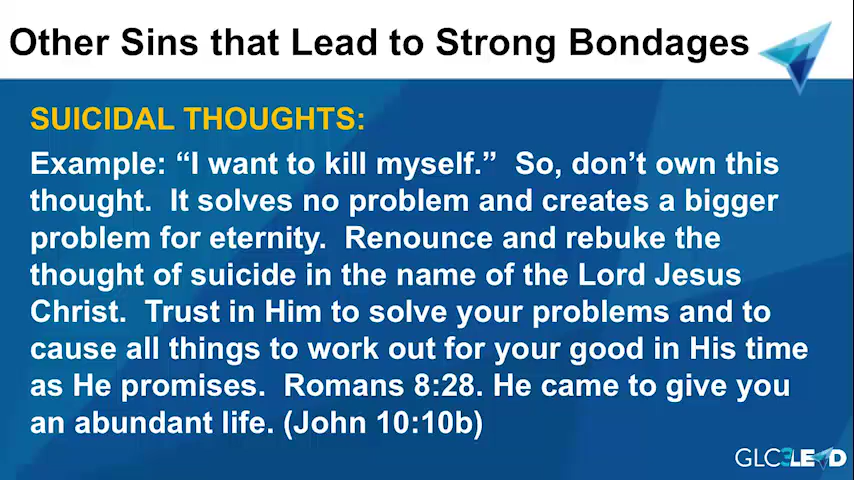 Other Sins that Lead to Strong Bondages
SUICIDAL THOUGHTS:
Example: “I want to kill myself.”  So, don’t own this
thought.  It solves no problem and creates a bigger
problem for eternity.  Renounce and rebuke the
thought of suicide in the name of the Lord Jesus
Christ.  Trust in Him to solve your problems and to
cause all things to work out for your good in His time
as He promises.  Romans 8:28. He came to give you
an abundant life. (John 10:10b)
GLC3LEAD